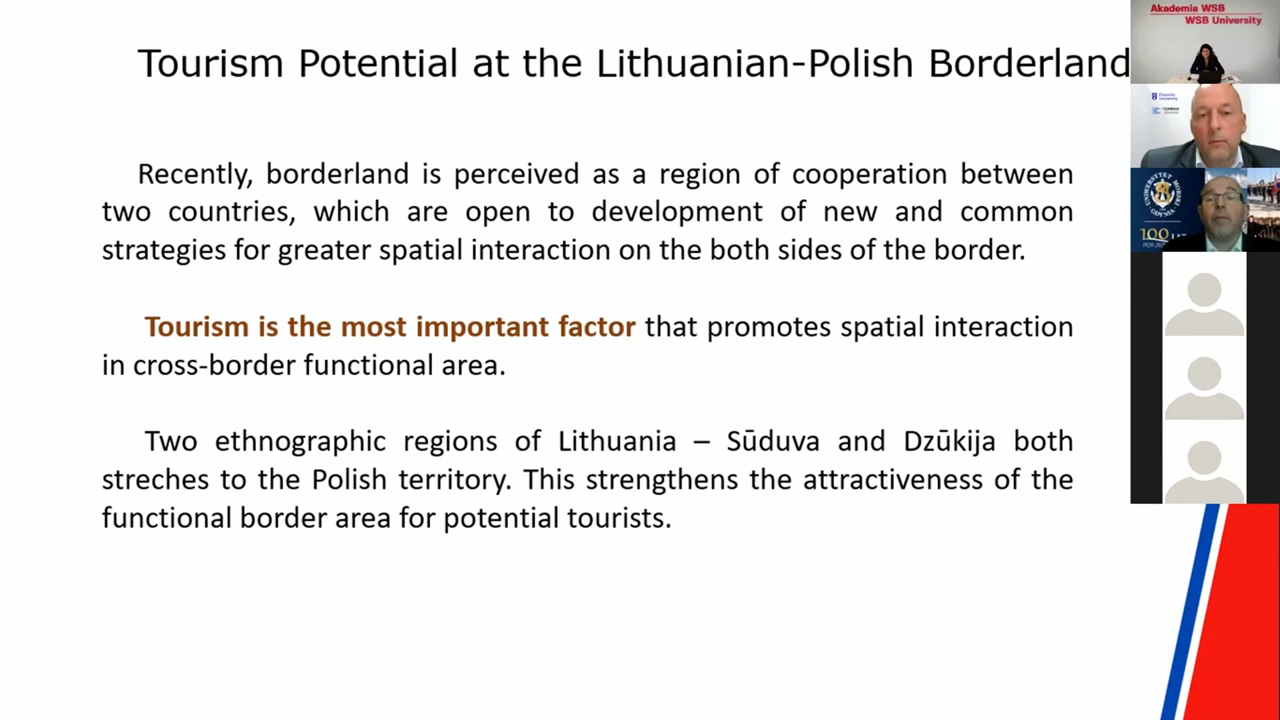 Tourism Potential at the Lithuanian-Polish Borderland
Recently, borderland is perceived as a region of cooperation between
two countries, which are open to development of new and common
strategies for greater spatial interaction on the both sides of the border.
Tourism is the most important factor that promotes spatial interaction
in cross-border functional area.
Two ethnographic regions of Lithuania – Sūduva and Dzūkija both
streches to the Polish territory. This strengthens the attractiveness of the
functional border area for potential tourists.
Akademia WSB
WSB University
UNIWERSYTET MORSKI
GDYNIA
100